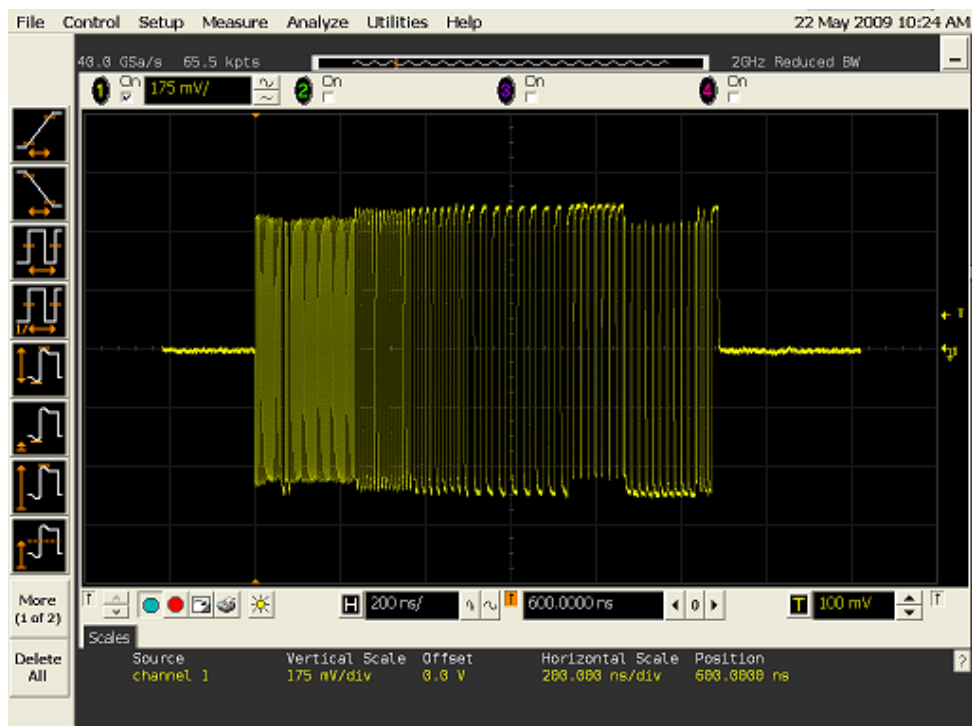 File Control Setup Measure Analyze Utilities Help 22 May 2009 10:24 AM
40.0 GSa/s 65.5 kpts 2GHz Reduced BW
1 On 175 mV/ 2 On 3 On 4 On
T
1/
More
(1 of 2)
Delete
All
H 200 ns/ T 600.0000 ns 0 T 100 mV
Scales
Source Vertical Scale Offset Horizontal Scale Position
channel 1 175 mV/div 0.0 V 200.000 ns/div 600.0000 ns
?